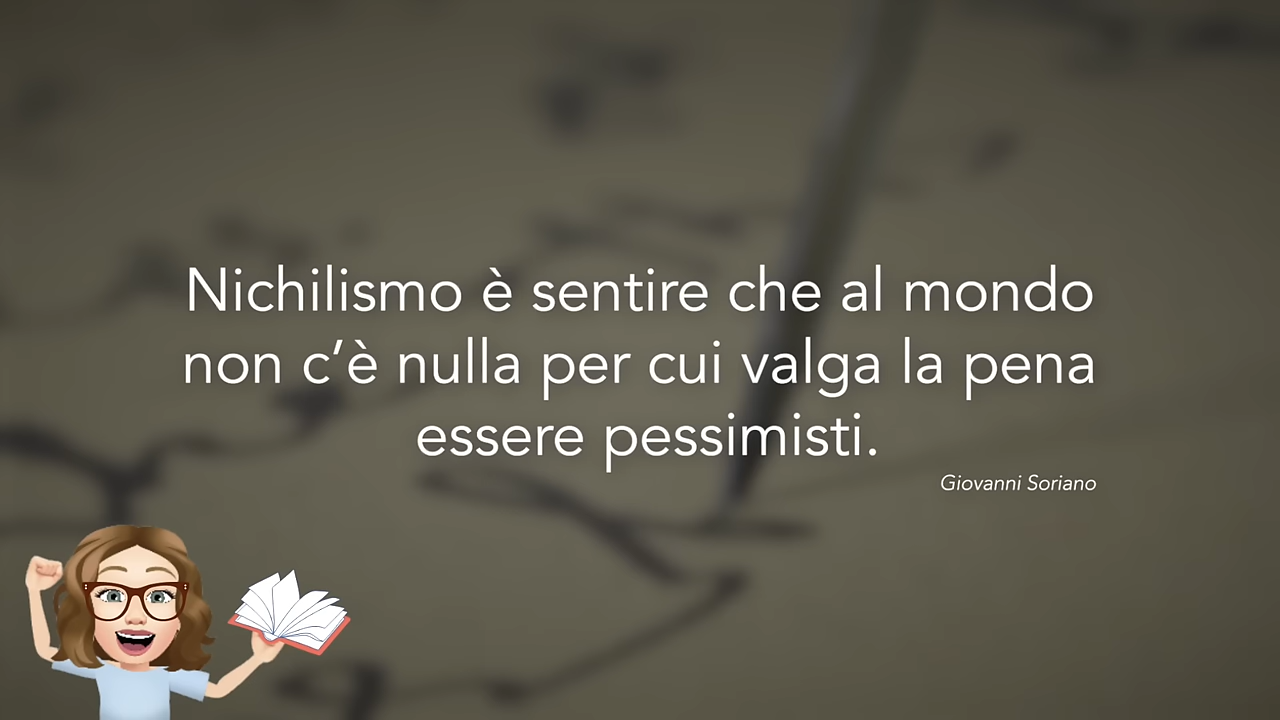 Nichilismo è sentire che al mondo
non c’è nulla per cui valga la pena
essere pessimisti.
Giovanni Soriano